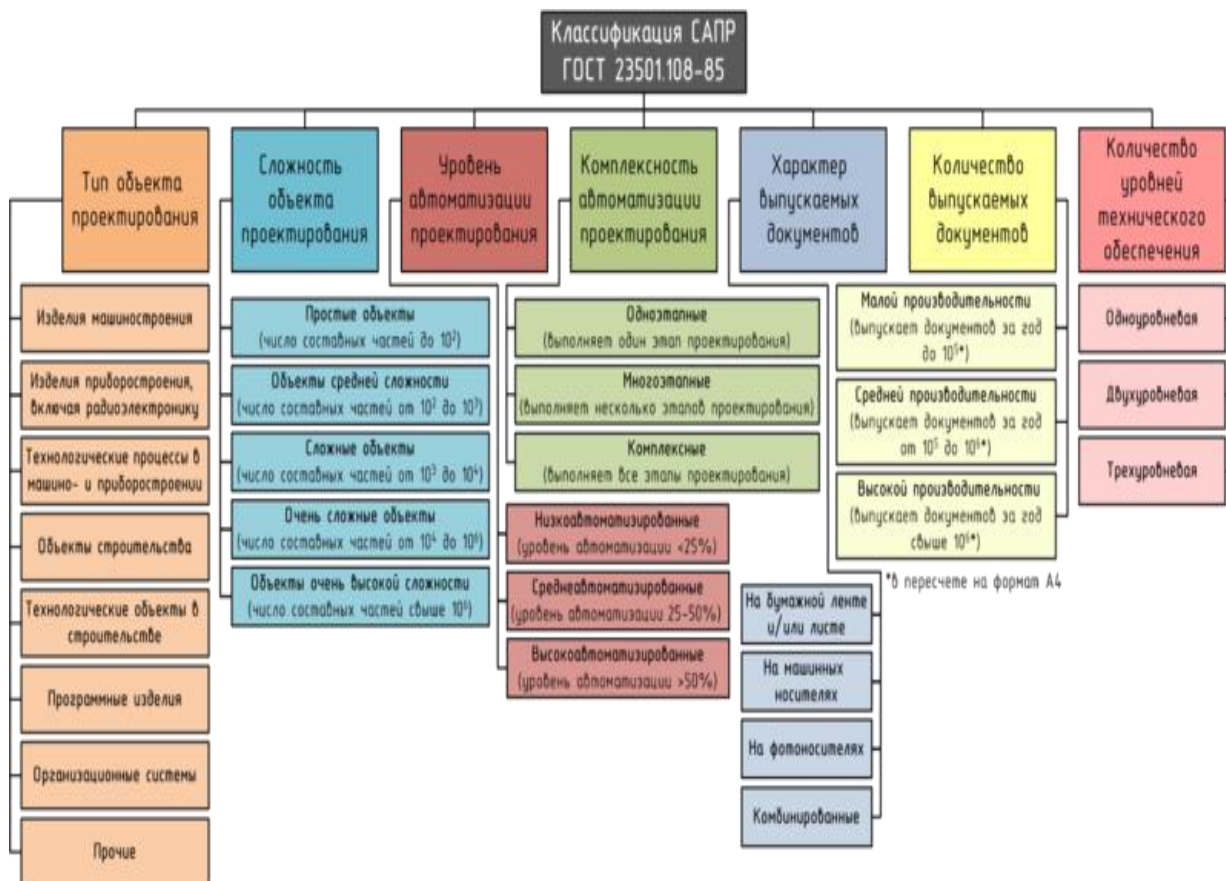 Классификация САПР
ГОСТ 23501.108-85
Тип объекта
проектирования
Изделия машиностроения
Изделия приборостроения,
включая радиоэлектронику
Технологические процессы в
машино- и приборостроении
Объекты строительства
Технологические объекты в
строительстве
Программные изделия
Организационные системы
Прочие
Сложность
объекта
проектирования
Простые объекты
(число составных частей до 10²)
Объекты средней сложности
(число составных частей от 10² до 10³)
Сложные объекты
(число составных частей от 10³ до 10⁴)
Очень сложные объекты
(число составных частей от 10⁴ до 10⁶)
Объекты очень высокой сложности
(число составных частей свыше 10⁶)
Уровень
автоматизации
проектирования
Низкоавтоматизированные
(уровень автоматизации <25%)
Среднеавтоматизированные
(уровень автоматизации 25-50%)
Высокоавтоматизированные
(уровень автоматизации >50%)
Комплексность
автоматизации
проектирования
Одноэтапные
(выполняет один этап проектирования)
Многоэтапные
(выполняет несколько этапов проектирования)
Комплексные
(выполняет все этапы проектирования)
Характер
выпускаемых
документов
На бумажной ленте
и/или листе
На машинных
носителях
На фотоносителях
Комбинированные
Количество
выпускаемых
документов
Малой производительности
(выпускает документов за год
до 10⁵*)
Средней производительности
(выпускает документов за год
от 10⁵ до 10⁶*)
Высокой производительности
(выпускает документов за год
свыше 10⁶*)
*в пересчете на формат А4
Количество
уровней
технического
обеспечения
Одноуровневая
Двухуровневая
Трехуровневая